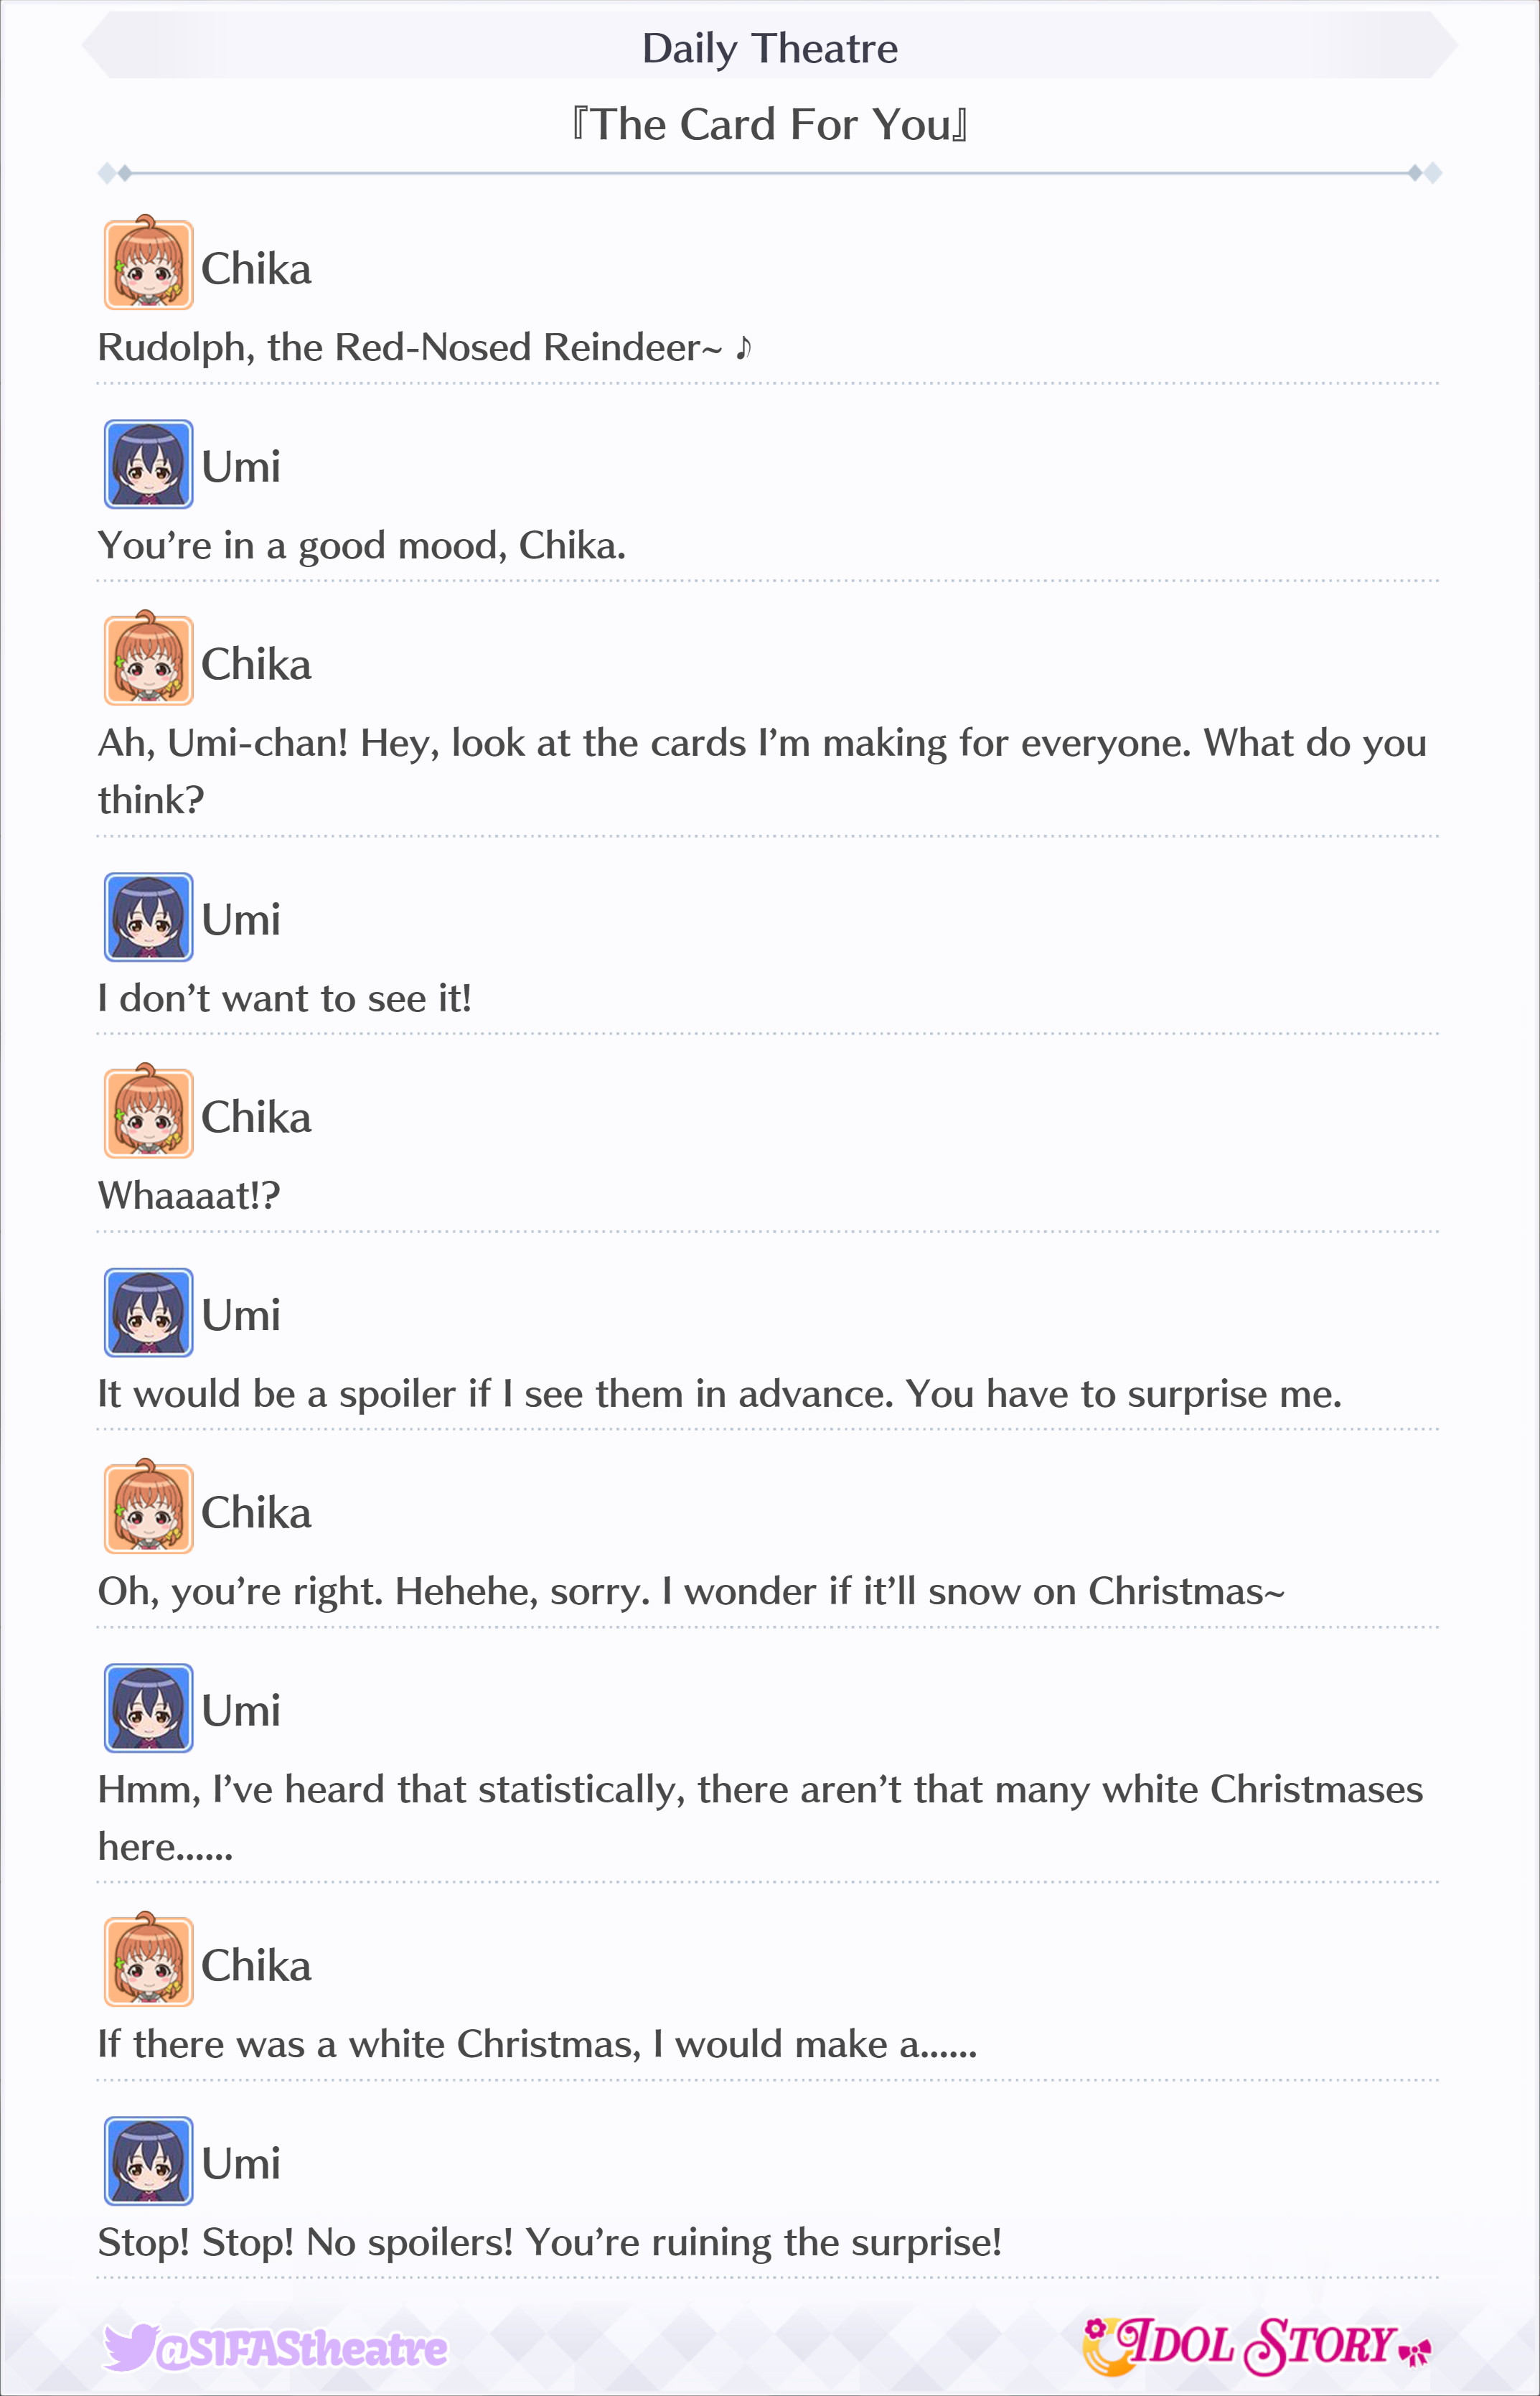 Daily Theatre
『The Card For You』
Chika
Rudolph, the Red-Nosed Reindeer~ ♪
Umi
You’re in a good mood, Chika.
Chika
Ah, Umi-chan! Hey, look at the cards I’m making for everyone. What do you
think?
Umi
I don’t want to see it!
Chika
Whaaaat!?
Umi
It would be a spoiler if I see them in advance. You have to surprise me.
Chika
Oh, you’re right. Hehehe, sorry. I wonder if it’ll snow on Christmas~
Umi
Hmm, I’ve heard that statistically, there aren’t that many white Christmases
here......
Chika
If there was a white Christmas, I would make a......
Umi
Stop! Stop! No spoilers! You’re ruining the surprise!
@SIFAStheatre
IDOL STORY